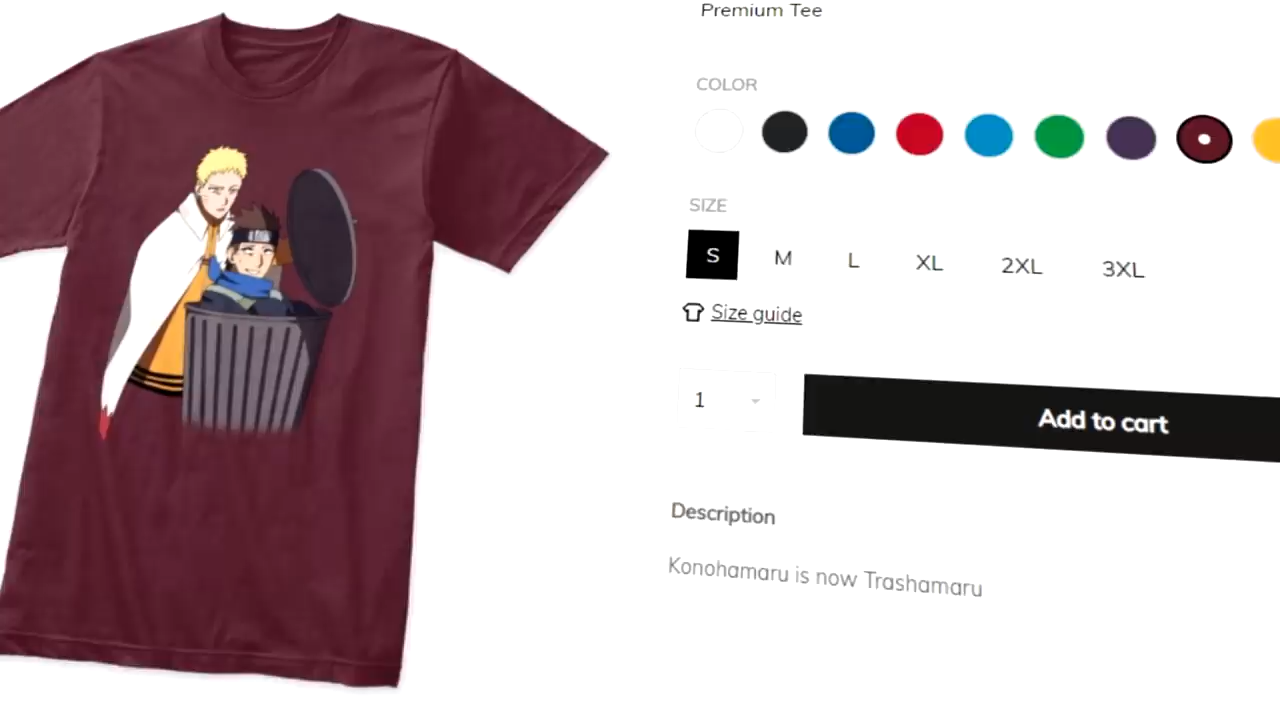 Premium Tee
COLOR
SIZE
S M L XL 2XL 3XL
Size guide
1
Add to cart
Description
Konohamaru is now Trashamaru